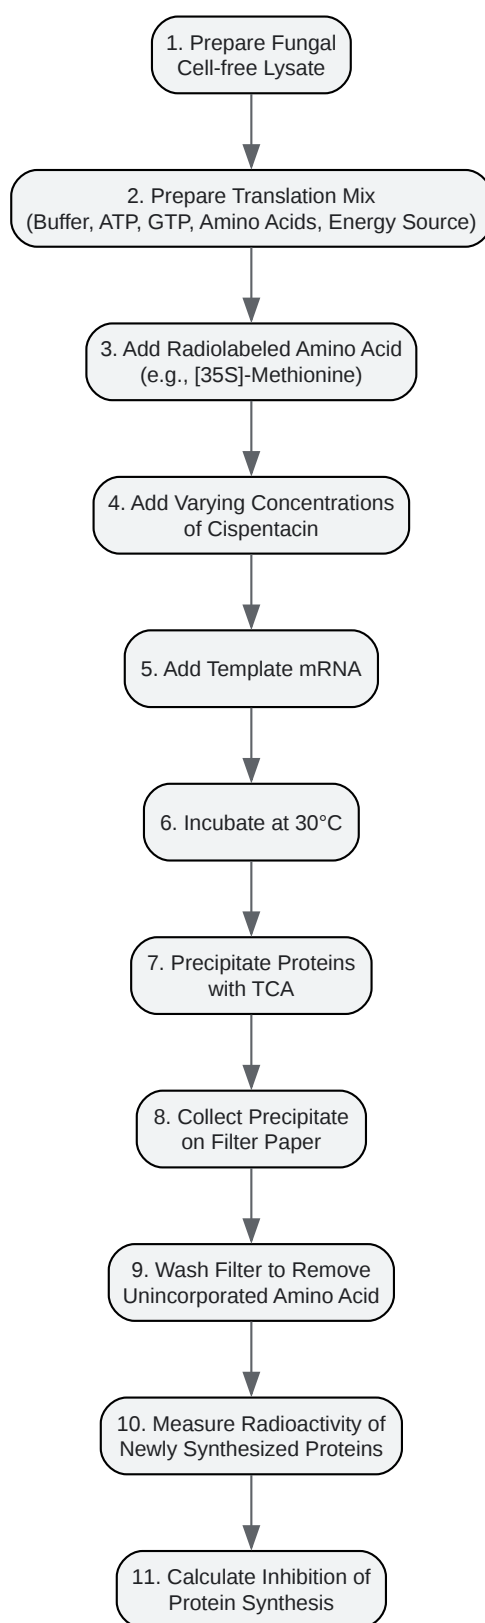 1. Prepare Fungal
Cell-free Lysate
2. Prepare Translation Mix
(Buffer, ATP, GTP, Amino Acids, Energy Source)
3. Add Radiolabeled Amino Acid
(e.g., [35S]-Methionine)
4. Add Varying Concentrations
of Cispentacin
5. Add Template mRNA
6. Incubate at 30°C
7. Precipitate Proteins
with TCA
8. Collect Precipitate
on Filter Paper
9. Wash Filter to Remove
Unincorporated Amino Acid
10. Measure Radioactivity of
Newly Synthesized Proteins
11. Calculate Inhibition of
Protein Synthesis